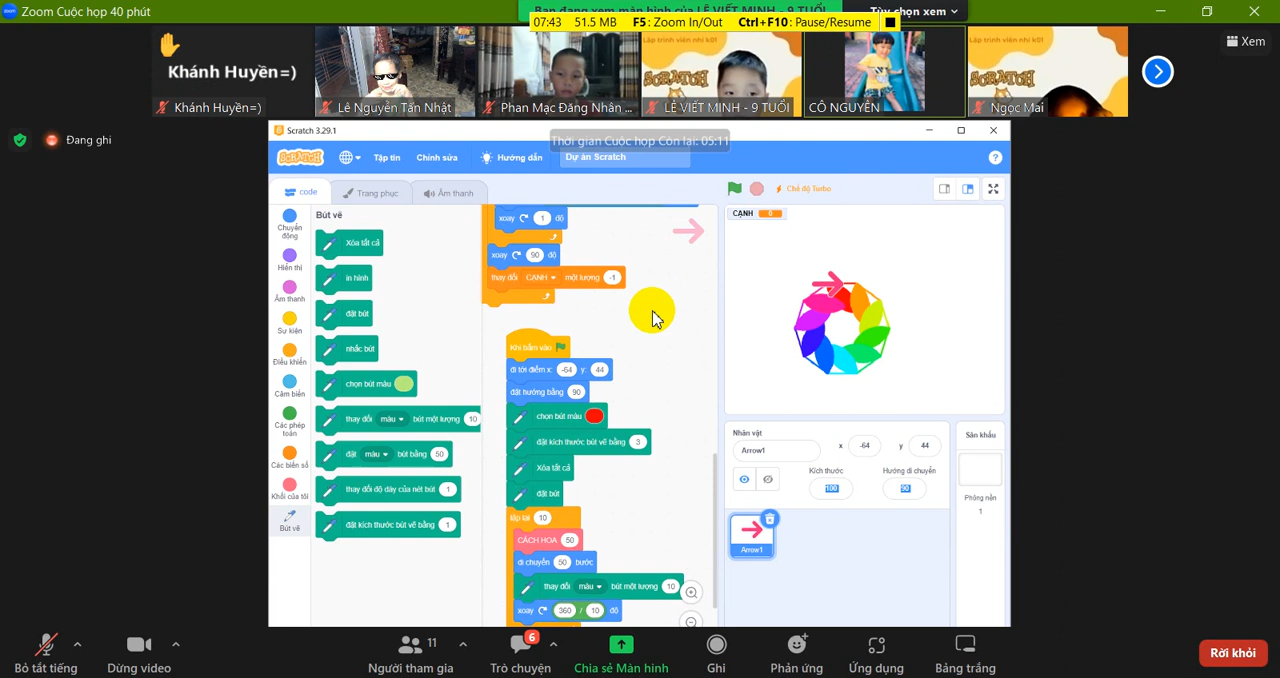 Zoom Cuộc họp 40 phút
Bạn đang xem màn hình của LÊ VIẾT MINH - 9 TUỔI
Tùy chọn xem
07:43 51.5 MB F5: Zoom In/Out Ctrl+F10: Pause/Resume
Xem
Khánh Huyền=)
Khánh Huyền=)
Lê Nguyễn Tấn Nhật
Phan Mạc Đăng Nhân ...
Lập trình viên nhí k01
SCRATCH
LÊ VIẾT MINH - 9 TUỔI
CÔ NGUYÊN
Lập trình viên nhí k01
SCRATCH
Ngọc Mai
Đang ghi
Scratch 3.29.1
Thời gian Cuộc họp Còn lại: 05:11
SCRATCH
Tập tin
Chỉnh sửa
Hướng dẫn
Dự án Scratch
code
Trang phục
Âm thanh
Chế độ Turbo
Chuyển động
Hiển thị
Âm thanh
Sự kiện
Điều khiển
Cảm biến
Các phép toán
Các biến số
Khối của tôi
Bút vẽ
Bút vẽ
Xóa tất cả
in hình
đặt bút
nhấc bút
chọn bút màu
thay đổi màu bút một lượng 10
đặt màu bút bằng 50
thay đổi độ dày của nét bút 1
đặt kích thước bút vẽ bằng 1
xoay 1 độ
xoay 90 độ
thay đổi CẠNH một lượng -1
Khi bấm vào
đi tới điểm x: -64 y: 44
đặt hướng bằng 90
chọn bút màu
đặt kích thước bút vẽ bằng 3
Xóa tất cả
đặt bút
lặp lại 10
CÁCH HOA 50
di chuyển 50 bước
thay đổi màu bút một lượng 10
xoay 360 / 10 độ
CẠNH 0
Nhân vật
Arrow1
x -64 y 44
Kích thước
100
Hướng di chuyển
90
Arrow1
Sân khấu
Phông nền
1
Bỏ tắt tiếng
Dừng video
11
Người tham gia
6
Trò chuyện
Chia sẻ Màn hình
Ghi
Phản ứng
Ứng dụng
Bảng trắng
Rời khỏi